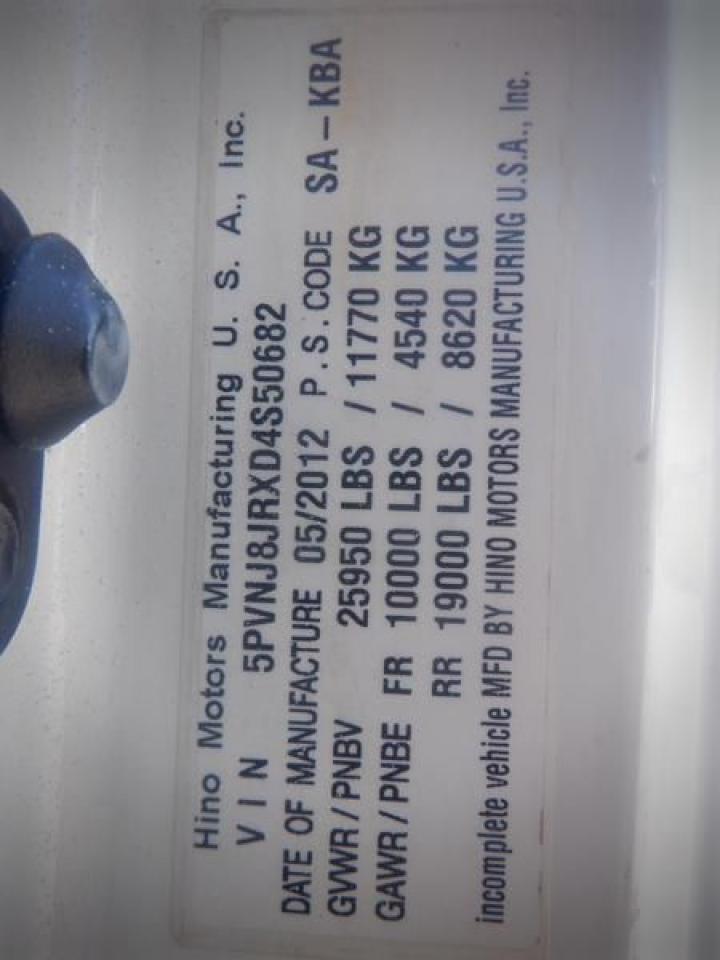 Hino Motors Manufacturing U. S. A., Inc.
VIN 5PVNJ8JRXD4S50682
DATE OF MANUFACTURE 05/2012 P.S.CODE SA-KBA
GVWR/PNBV 25950 LBS / 11770 KG
GAWR/PNBE FR 10000 LBS / 4540 KG
RR 19000 LBS / 8620 KG
incomplete vehicle MFD BY HINO MOTORS MANUFACTURING U.S.A., Inc.